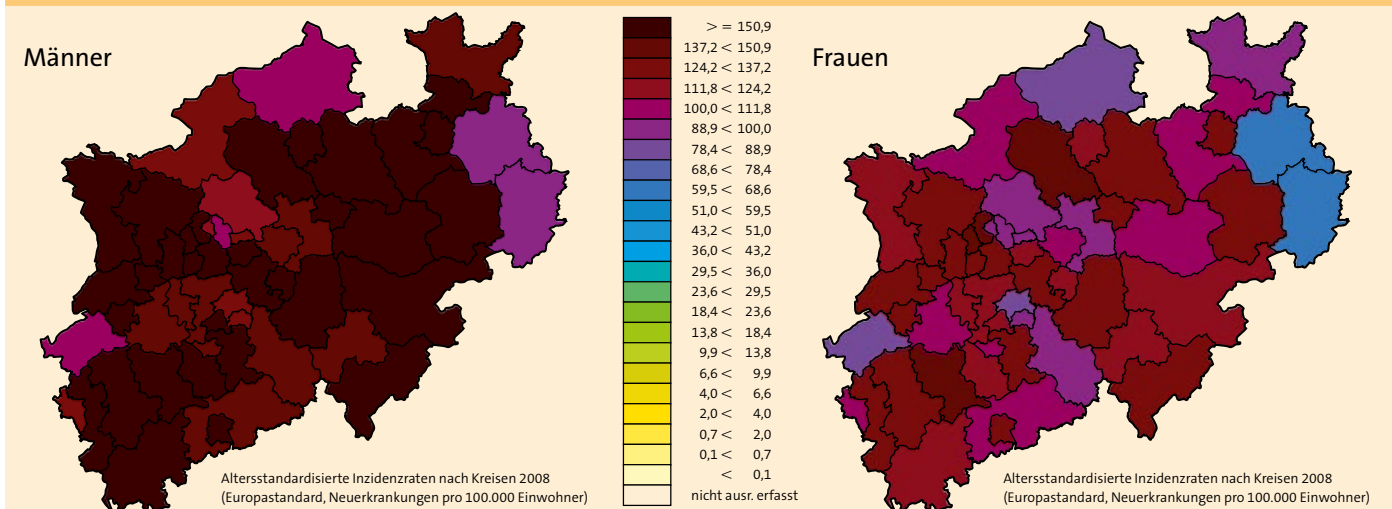 Männer
> = 150,9
137,2 < 150,9
124,2 < 137,2
111,8 < 124,2
100,0 < 111,8
88,9 < 100,0
78,4 < 88,9
68,6 < 78,4
59,5 < 68,6
51,0 < 59,5
43,2 < 51,0
36,0 < 43,2
29,5 < 36,0
23,6 < 29,5
18,4 < 23,6
13,8 < 18,4
9,9 < 13,8
6,6 < 9,9
4,0 < 6,6
2,0 < 4,0
0,7 < 2,0
0,1 < 0,7
< 0,1
nicht ausr. erfasst
Altersstandardisierte Inzidenzraten nach Kreisen 2008
(Europastandard, Neuerkrankungen pro 100.000 Einwohner)
Frauen
Altersstandardisierte Inzidenzraten nach Kreisen 2008
(Europastandard, Neuerkrankungen pro 100.000 Einwohner)